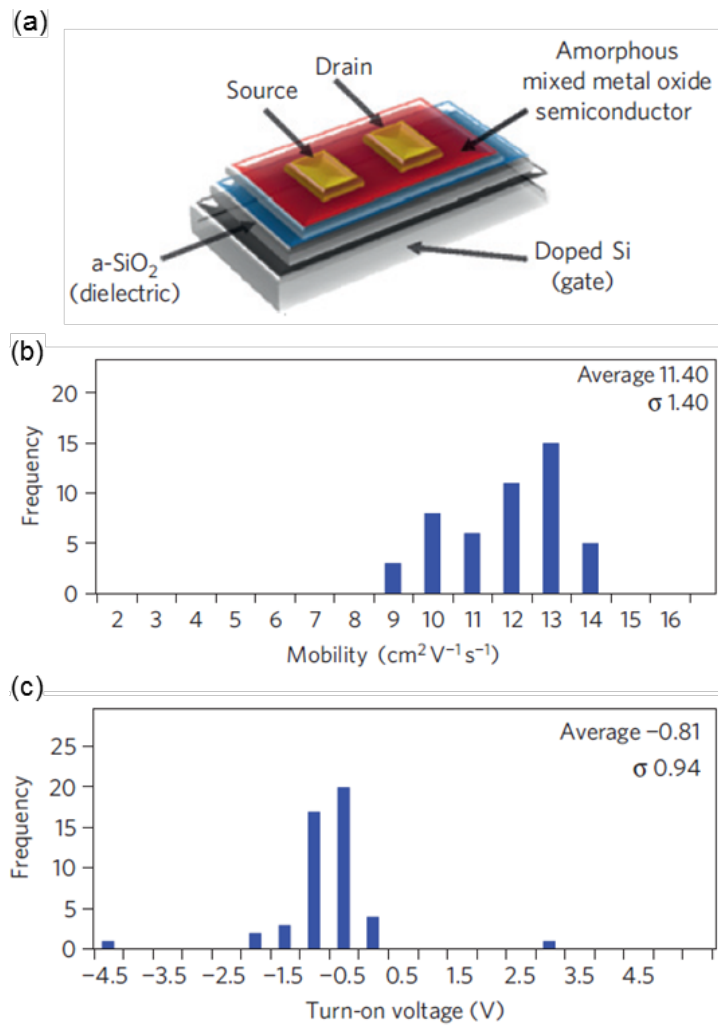 (a)
Source
Drain
Amorphous
mixed metal oxide
semiconductor
a-SiO₂
(dielectric)
Doped Si
(gate)
(b)
Average 11.40
σ 1.40
Frequency
20
15
10
5
0
2 3 4 5 6 7 8 9 10 11 12 13 14 15 16
Mobility (cm² V⁻¹ s⁻¹)
(c)
Average −0.81
σ 0.94
Frequency
25
20
15
10
5
0
−4.5 −3.5 −2.5 −1.5 −0.5 0.5 1.5 2.5 3.5 4.5
Turn-on voltage (V)